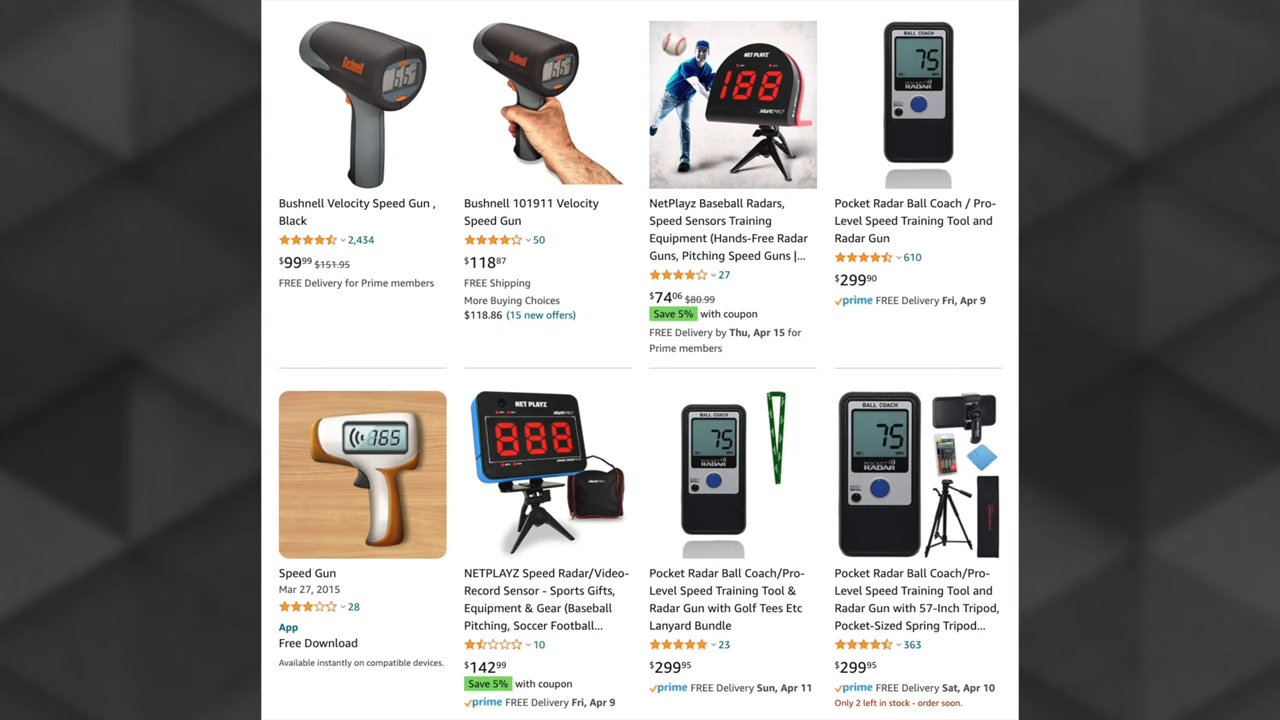 Bushnell
6.6
Bushnell
6.6
NET PLAYZ
188
BALL COACH
75
POCKET
RADAR
Bushnell Velocity Speed Gun ,
Black
2,434
$99.99 $151.95
FREE Delivery for Prime members
Bushnell 101911 Velocity
Speed Gun
50
$118.87
FREE Shipping
More Buying Choices
$118.86 (15 new offers)
NetPlayz Baseball Radars,
Speed Sensors Training
Equipment (Hands-Free Radar
Guns, Pitching Speed Guns |...
27
$74.06 $80.99
Save 5% with coupon
FREE Delivery by Thu, Apr 15 for
Prime members
Pocket Radar Ball Coach / Pro-
Level Speed Training Tool and
Radar Gun
610
$299.90
prime FREE Delivery Fri, Apr 9
765
NET PLAYZ
888
BALL COACH
75
POCKET
RADAR
BALL COACH
75
POCKET
RADAR
Speed Gun
Mar 27, 2015
28
App
Free Download
Available instantly on compatible devices.
NETPLAYZ Speed Radar/Video-
Record Sensor - Sports Gifts,
Equipment & Gear (Baseball
Pitching, Soccer Football...
10
$142.99
Save 5% with coupon
prime FREE Delivery Fri, Apr 9
Pocket Radar Ball Coach/Pro-
Level Speed Training Tool &
Radar Gun with Golf Tees Etc
Lanyard Bundle
23
$299.95
prime FREE Delivery Sun, Apr 11
Pocket Radar Ball Coach/Pro-
Level Speed Training Tool and
Radar Gun with 57-Inch Tripod,
Pocket-Sized Spring Tripod...
363
$299.95
prime FREE Delivery Sat, Apr 10
Only 2 left in stock - order soon.